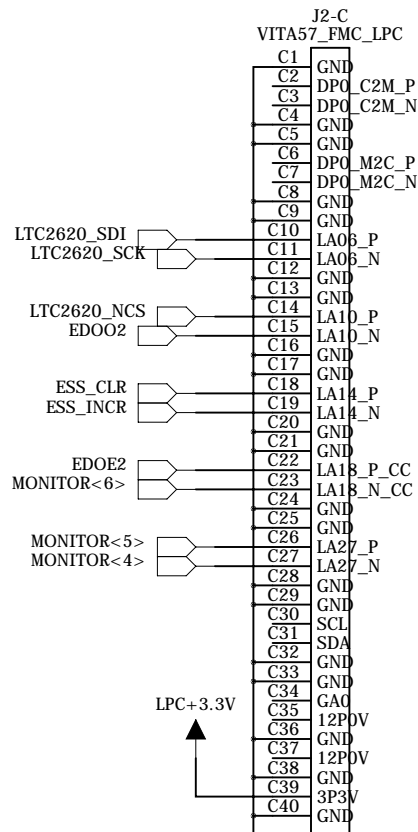 J2-C
VITA57_FMC_LPC
C1 GND
C2 DP0_C2M_P
C3 DP0_C2M_N
C4 GND
C5 GND
C6 DP0_M2C_P
C7 DP0_M2C_N
C8 GND
C9 GND
LTC2620_SDI C10 LA06_P
LTC2620_SCK C11 LA06_N
C12 GND
C13 GND
LTC2620_NCS C14 LA10_P
EDOO2 C15 LA10_N
C16 GND
C17 GND
ESS_CLR C18 LA14_P
ESS_INCR C19 LA14_N
C20 GND
C21 GND
EDOE2 C22 LA18_P_CC
MONITOR<6> C23 LA18_N_CC
C24 GND
C25 GND
MONITOR<5> C26 LA27_P
MONITOR<4> C27 LA27_N
C28 GND
C29 GND
C30 SCL
C31 SDA
C32 GND
C33 GND
C34 GA0
LPC+3.3V C35 12P0V
C36 GND
C37 12P0V
C38 GND
C39 3P3V
C40 GND